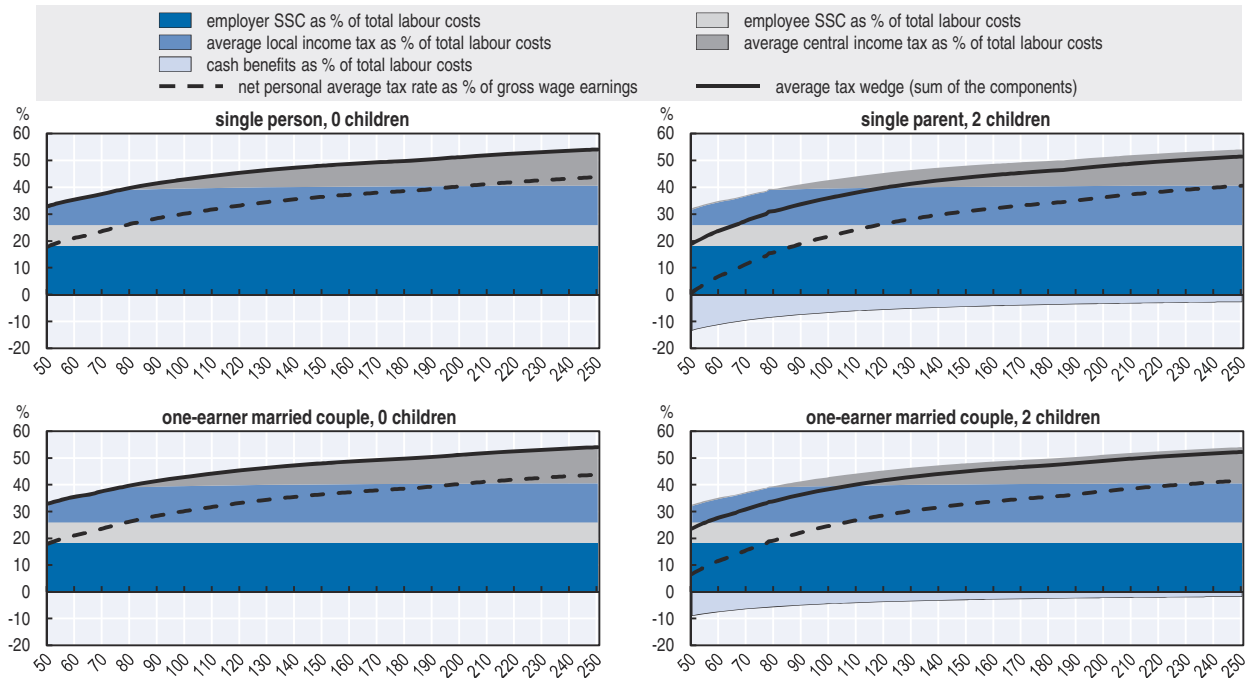 employer SSC as % of total labour costs
employee SSC as % of total labour costs
average local income tax as % of total labour costs
average central income tax as % of total labour costs
cash benefits as % of total labour costs
net personal average tax rate as % of gross wage earnings
average tax wedge (sum of the components)
%
single person, 0 children
60
50
40
30
20
10
0
-10
-20
50 60 70 80 90 100 110 120 130 140 150 160 170 180 190 200 210 220 230 240 250
%
single parent, 2 children
60
50
40
30
20
10
0
-10
-20
50 60 70 80 90 100 110 120 130 140 150 160 170 180 190 200 210 220 230 240 250
%
one-earner married couple, 0 children
60
50
40
30
20
10
0
-10
-20
50 60 70 80 90 100 110 120 130 140 150 160 170 180 190 200 210 220 230 240 250
%
one-earner married couple, 2 children
60
50
40
30
20
10
0
-10
-20
50 60 70 80 90 100 110 120 130 140 150 160 170 180 190 200 210 220 230 240 250